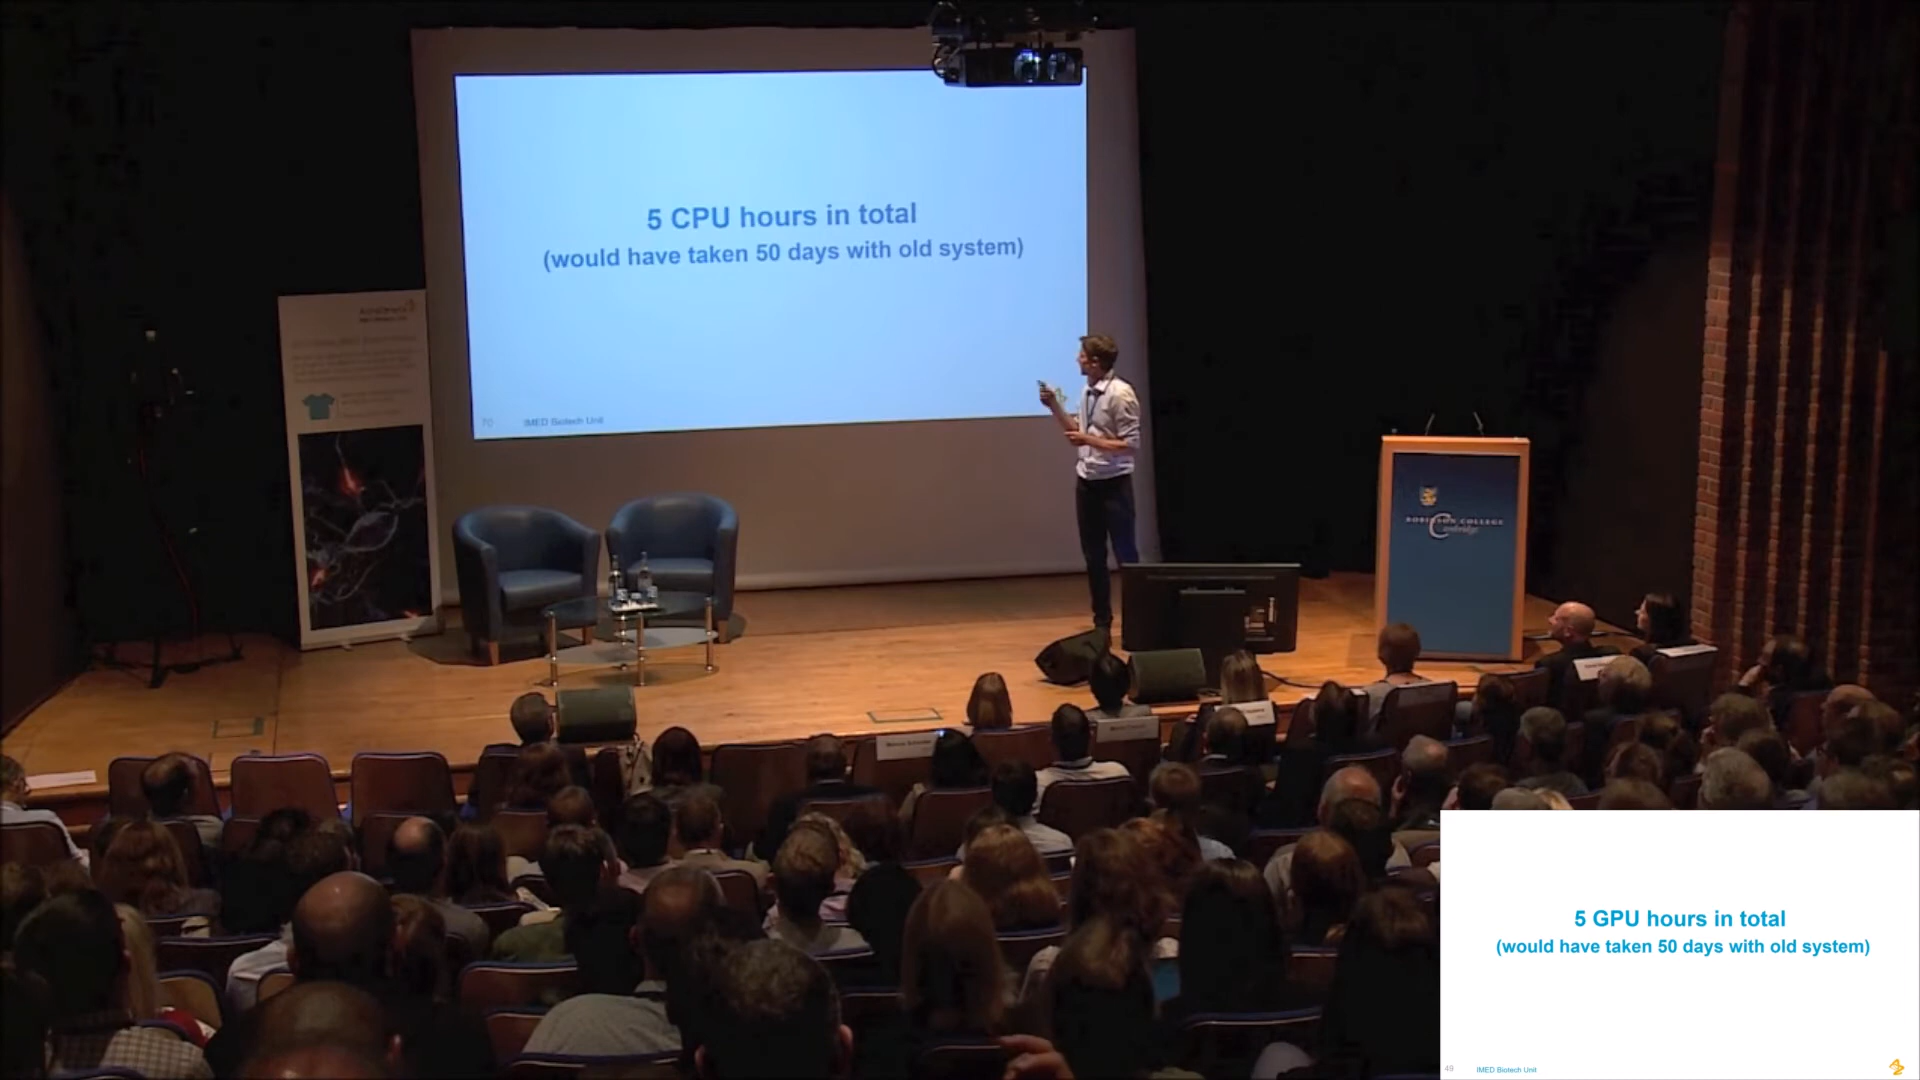 5 CPU hours in total
(would have taken 50 days with old system)
70 IMED Biotech Unit
ROBINSON COLLEGE
Cambridge
5 GPU hours in total
(would have taken 50 days with old system)
49 IMED Biotech Unit